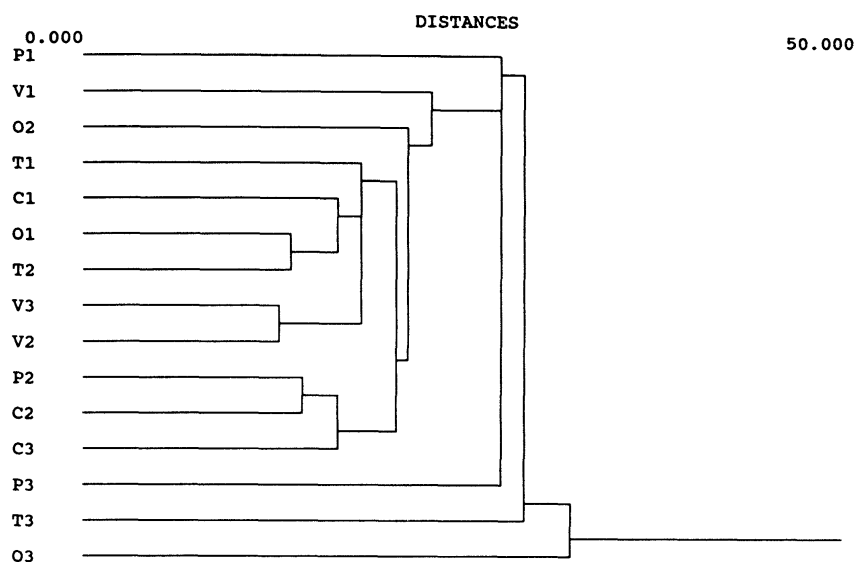 DISTANCES
0.000 50.000
P1
V1
O2
T1
C1
O1
T2
V3
V2
P2
C2
C3
P3
T3
O3